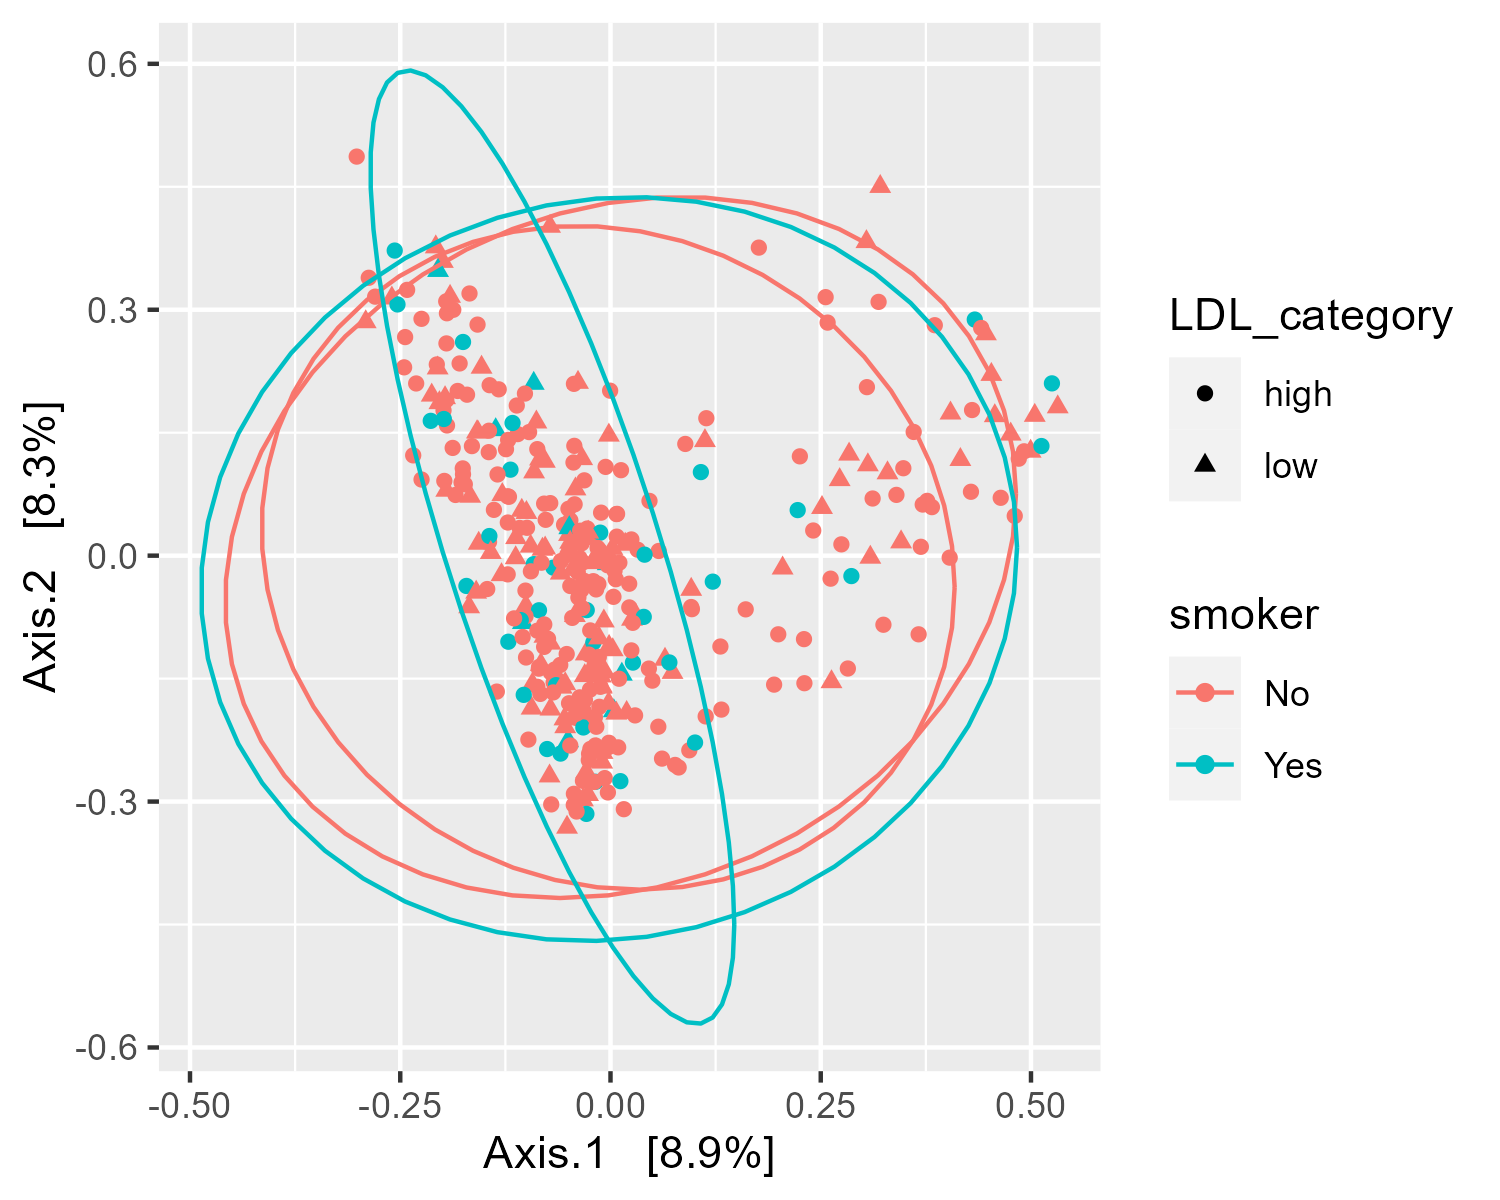 0.6
0.3
0.0
-0.3
-0.6
Axis.2 [8.3%]
-0.50
-0.25
0.00
0.25
0.50
Axis.1 [8.9%]
LDL_category
high
low
smoker
No
Yes